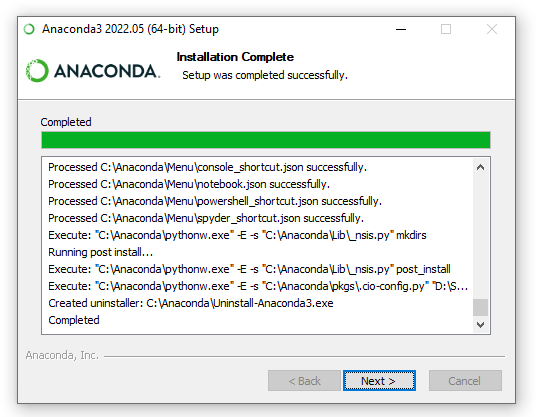 Anaconda3 2022.05 (64-bit) Setup
ANACONDA.
Installation Complete
Setup was completed successfully.
Completed
Processed C:\Anaconda\Menu\console_shortcut.json successfully.
Processed C:\Anaconda\Menu\notebook.json successfully.
Processed C:\Anaconda\Menu\powershell_shortcut.json successfully.
Processed C:\Anaconda\Menu\spyder_shortcut.json successfully.
Execute: "C:\Anaconda\pythonw.exe" -E -s "C:\Anaconda\Lib\_nsis.py" mkdirs
Running post install...
Execute: "C:\Anaconda\pythonw.exe" -E -s "C:\Anaconda\Lib\_nsis.py" post_install
Execute: "C:\Anaconda\pythonw.exe" -E -s "C:\Anaconda\pkgs\.cio-config.py" "D:\S...
Created uninstaller: C:\Anaconda\Uninstall-Anaconda3.exe
Completed
Anaconda, Inc.
< Back
Next >
Cancel